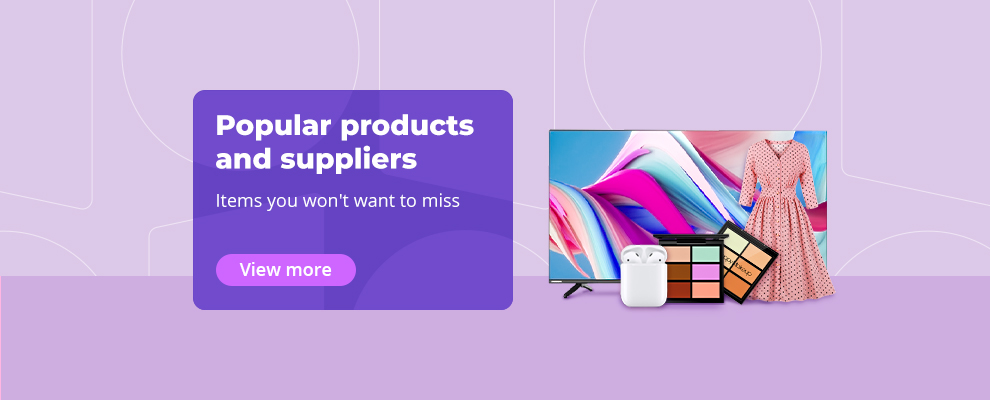 Popular products
and suppliers
Items you won't want to miss
View more